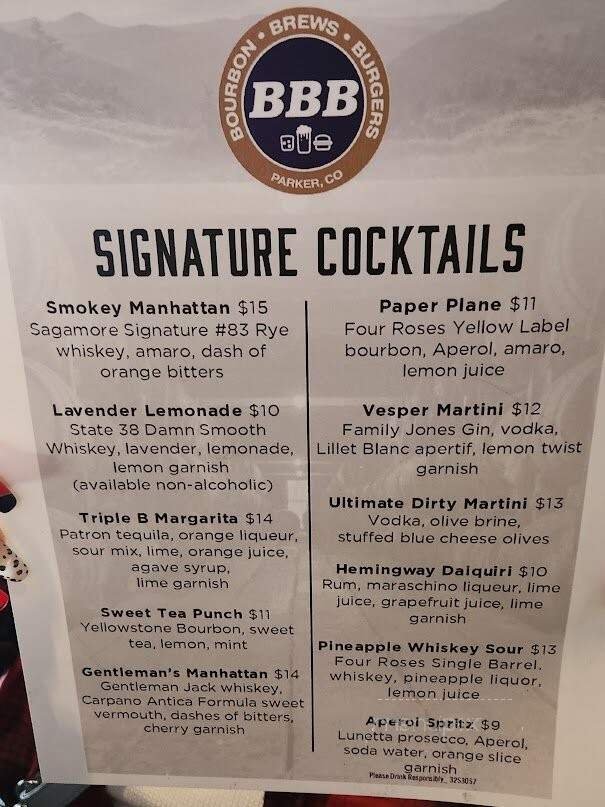 BOURBON • BREWS • BURGERS
BBB
PARKER, CO
SIGNATURE COCKTAILS
Smokey Manhattan $15
Sagamore Signature #83 Rye
whiskey, amaro, dash of
orange bitters
Lavender Lemonade $10
State 38 Damn Smooth
Whiskey, lavender, lemonade,
lemon garnish
(available non-alcoholic)
Triple B Margarita $14
Patron tequila, orange liqueur,
sour mix, lime, orange juice,
agave syrup,
lime garnish
Sweet Tea Punch $11
Yellowstone Bourbon, sweet
tea, lemon, mint
Gentleman's Manhattan $14
Gentleman Jack whiskey,
Carpano Antica Formula sweet
vermouth, dashes of bitters,
cherry garnish
Paper Plane $11
Four Roses Yellow Label
bourbon, Aperol, amaro,
lemon juice
Vesper Martini $12
Family Jones Gin, vodka,
Lillet Blanc apertif, lemon twist
garnish
Ultimate Dirty Martini $13
Vodka, olive brine,
stuffed blue cheese olives
Hemingway Daiquiri $10
Rum, maraschino liqueur, lime
juice, grapefruit juice, lime
garnish
Pineapple Whiskey Sour $13
Four Roses Single Barrel,
whiskey, pineapple liquor,
lemon juice
Aperol Spritz $9
Lunetta prosecco, Aperol,
soda water, orange slice
garnish
Please Drink Responsibly. 3253057